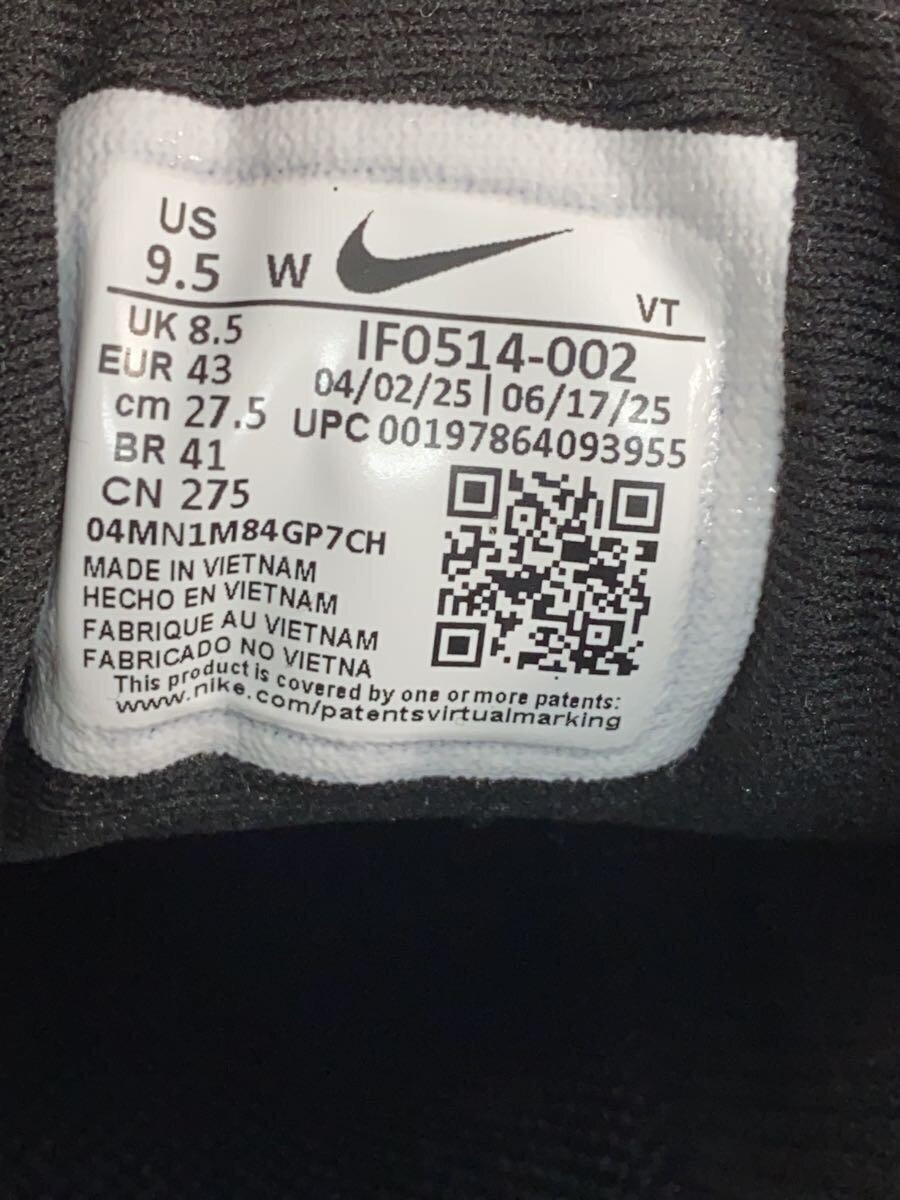 US
9.5 W
VT
UK 8.5
EUR 43
cm 27.5
BR 41
CN 275
IF0514-002
04/02/25 | 06/17/25
UPC 00197864093955
04MN1M84GP7CH
MADE IN VIETNAM
HECHO EN VIETNAM
FABRIQUE AU VIETNAM
FABRICADO NO VIETNA
This product is covered by one or more patents:
www.nike.com/patentsvirtualmarking